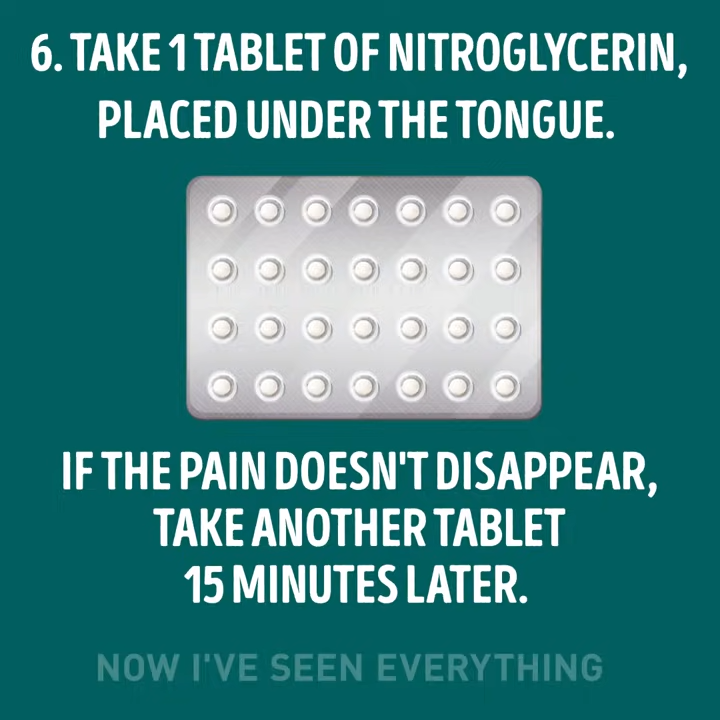 6. TAKE 1 TABLET OF NITROGLYCERIN,
PLACED UNDER THE TONGUE.
IF THE PAIN DOESN'T DISAPPEAR,
TAKE ANOTHER TABLET
15 MINUTES LATER.
NOW I'VE SEEN EVERYTHING